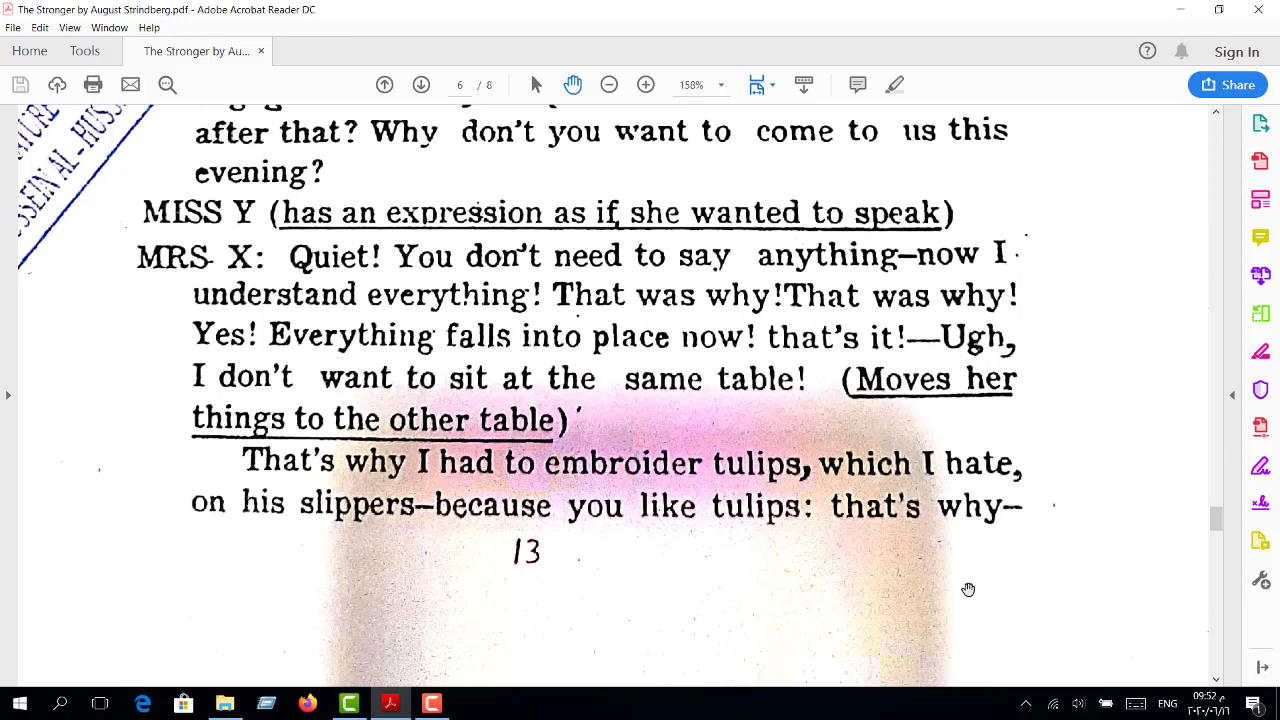 The Stronger by August Strindberg.pdf - Adobe Acrobat Reader DC
File Edit View Window Help
Home Tools The Stronger by Au... × Sign In
6 / 8 158% Share
after that? Why don't you want to come to us this
evening?
MISS Y (has an expression as if she wanted to speak)
MRS X: Quiet! You don't need to say anything—now I
understand everything! That was why!That was why!
Yes! Everything falls into place now! that's it!—Ugh,
I don't want to sit at the same table! (Moves her
things to the other table)
That's why I had to embroider tulips, which I hate,
on his slippers—because you like tulips: that's why—
13
ENG 09:52
٢٠٢٠/٠٦/١٦